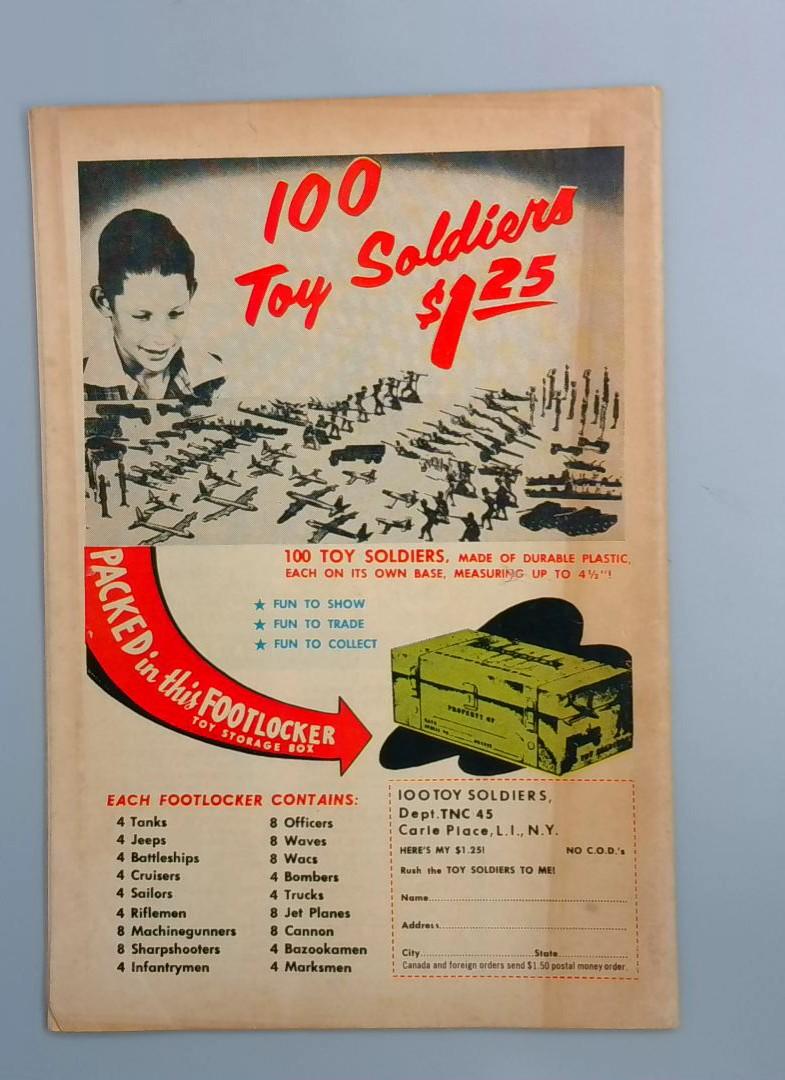 100
Toy Soldiers
$1.25
100 TOY SOLDIERS, MADE OF DURABLE PLASTIC,
EACH ON ITS OWN BASE, MEASURING UP TO 4½"!
★ FUN TO SHOW
★ FUN TO TRADE
★ FUN TO COLLECT
PACKED in this FOOTLOCKER
TOY STORAGE BOX
PROPERTY OF
EACH FOOTLOCKER CONTAINS:
4 Tanks
4 Jeeps
4 Battleships
4 Cruisers
4 Sailors
4 Riflemen
8 Machinegunners
8 Sharpshooters
4 Infantrymen
8 Officers
8 Waves
8 Wacs
4 Bombers
4 Trucks
8 Jet Planes
8 Cannon
4 Bazookamen
4 Marksmen
100 TOY SOLDIERS,
Dept. TNC 45
Carle Place, L.I., N.Y.
HERE'S MY $1.25! NO C.O.D.'s
Rush the TOY SOLDIERS TO ME!
Name
Address
City State
Canada and foreign orders send $1.50 postal money order.